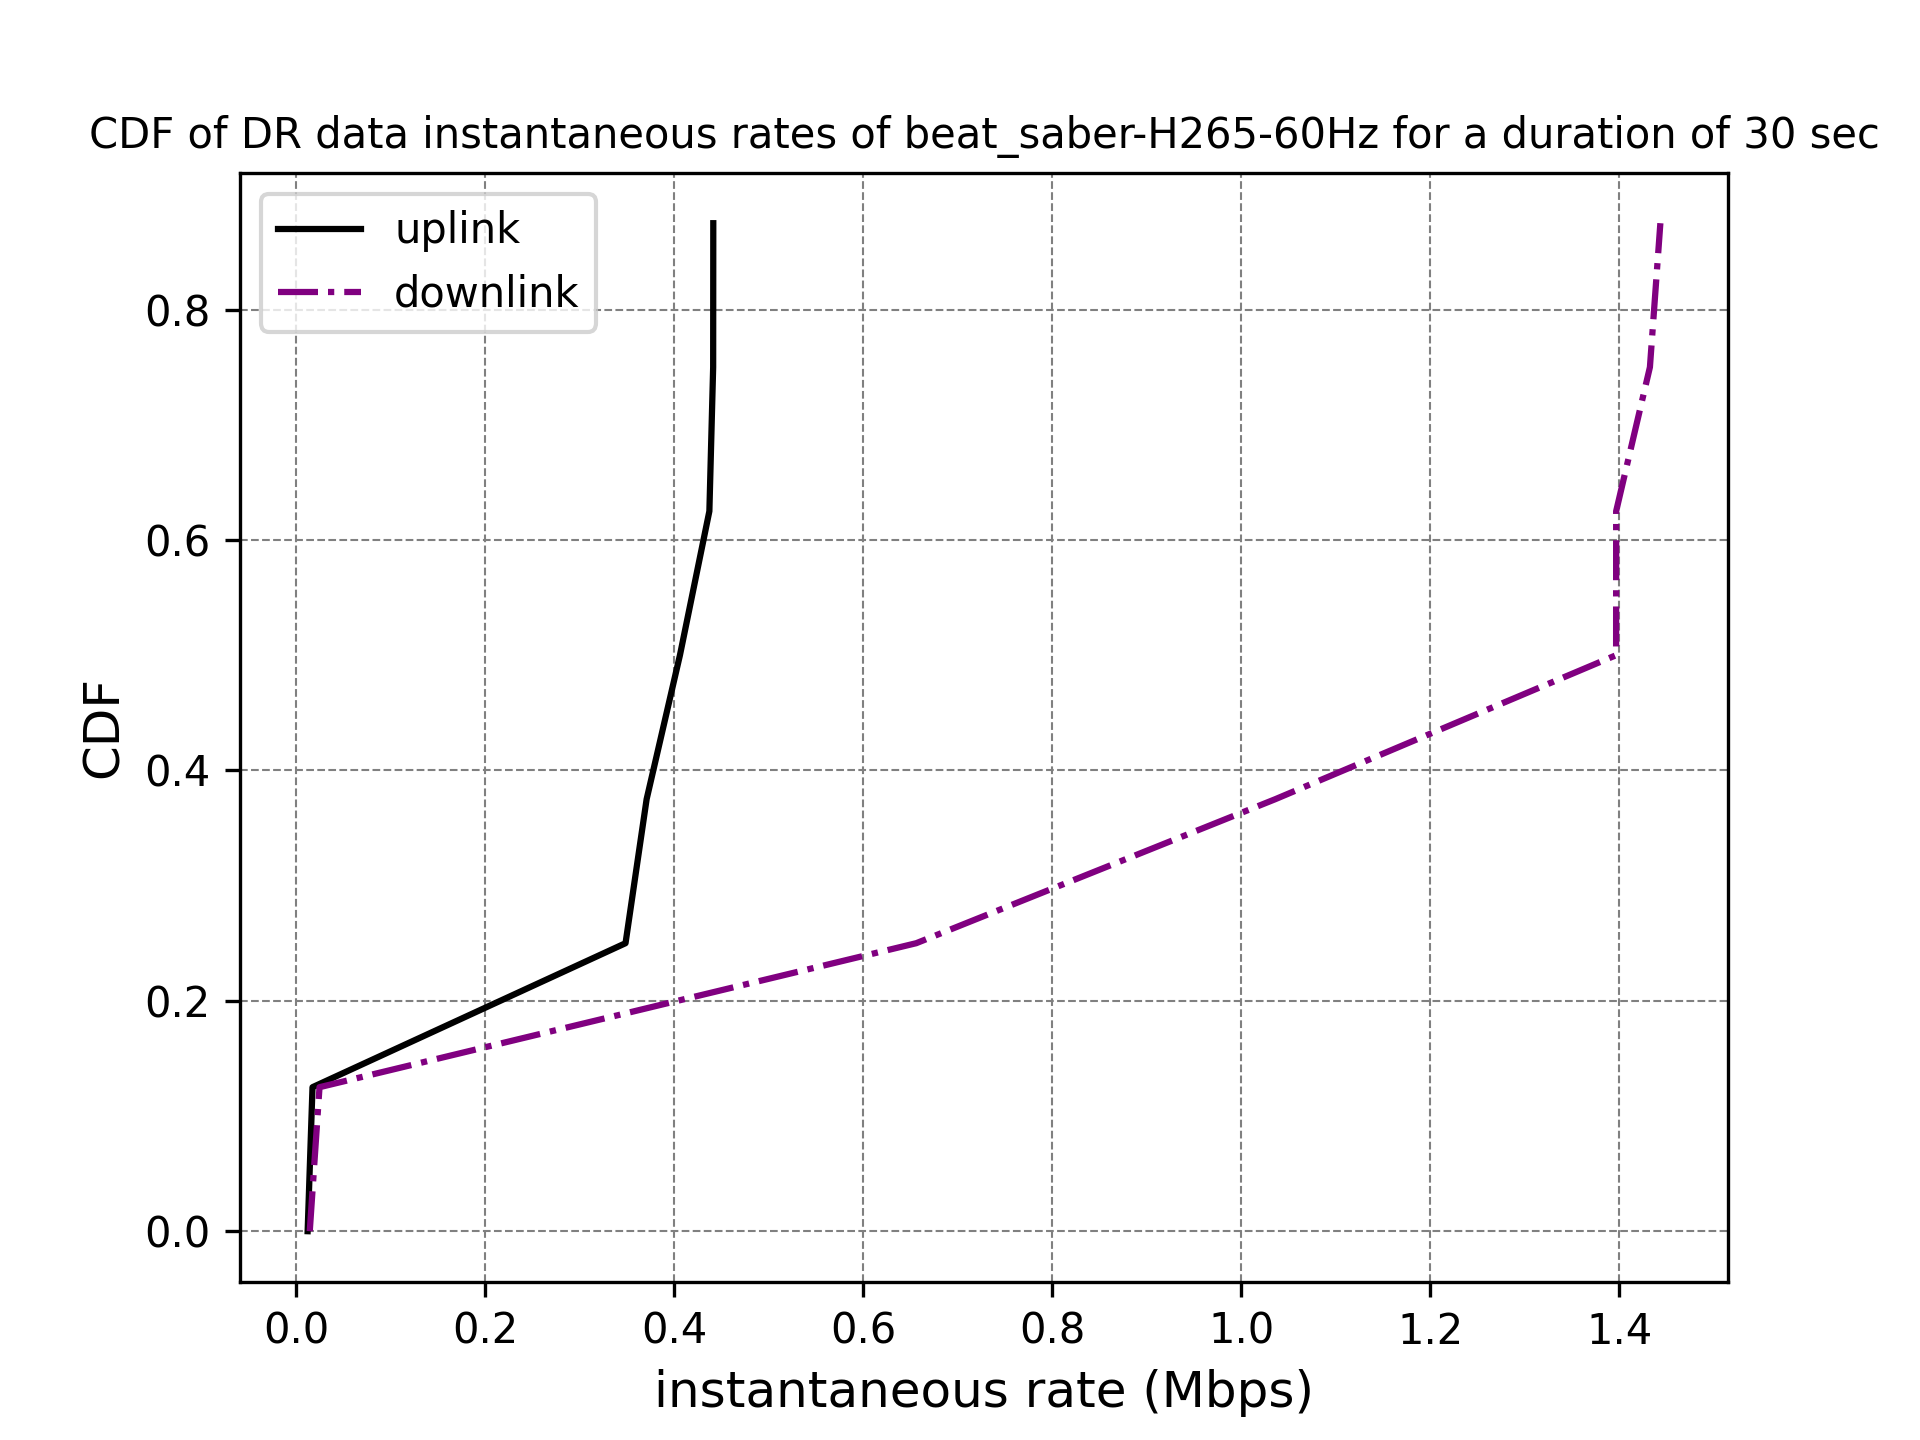 CDF of DR data instantaneous rates of beat_saber-H265-60Hz for a duration of 30 sec
uplink
downlink
0.8
0.6
0.4
0.2
0.0
CDF
0.0 0.2 0.4 0.6 0.8 1.0 1.2 1.4
instantaneous rate (Mbps)